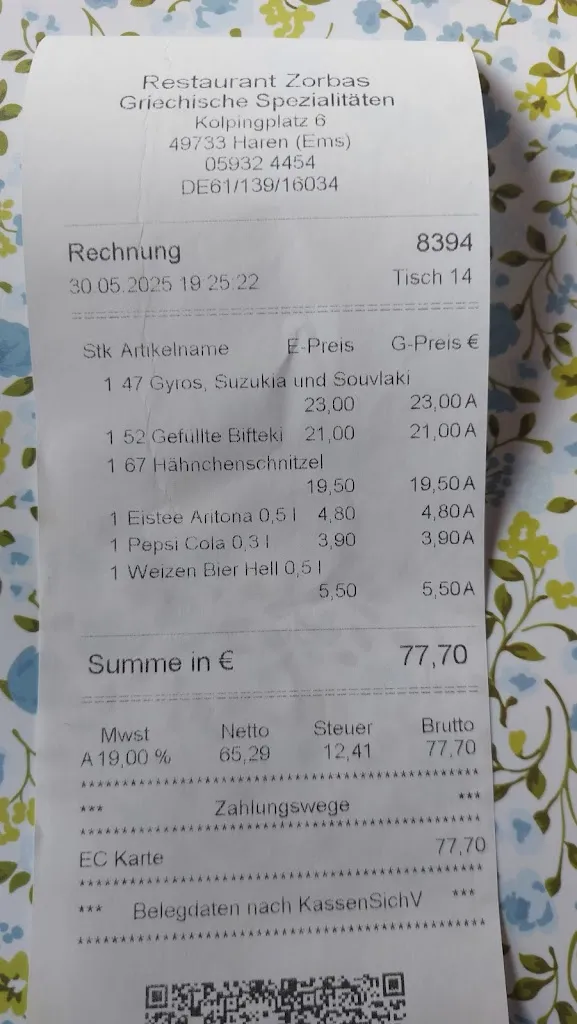 Restaurant Zorbas
Griechische Spezialitäten
Kolpingplatz 6
49733 Haren (Ems)
05932 4454
DE61/139/16034
Rechnung 8394
30.05.2025 19:25:22 Tisch 14
Stk Artikelname E-Preis G-Preis €
1 47 Gyros, Suzukia und Souvlaki
23,00 23,00 A
1 52 Gefüllte Bifteki 21,00 21,00 A
1 67 Hähnchenschnitzel
19,50 19,50 A
1 Eistee Aritona 0,5 l 4,80 4,80 A
1 Pepsi Cola 0,3 l 3,90 3,90 A
1 Weizen Bier Hell 0,5 l
5,50 5,50 A
Summe in € 77,70
Mwst Netto Steuer Brutto
A 19,00 % 65,29 12,41 77,70
*** Zahlungswege ***
EC Karte 77,70
*** Belegdaten nach KassenSichV ***